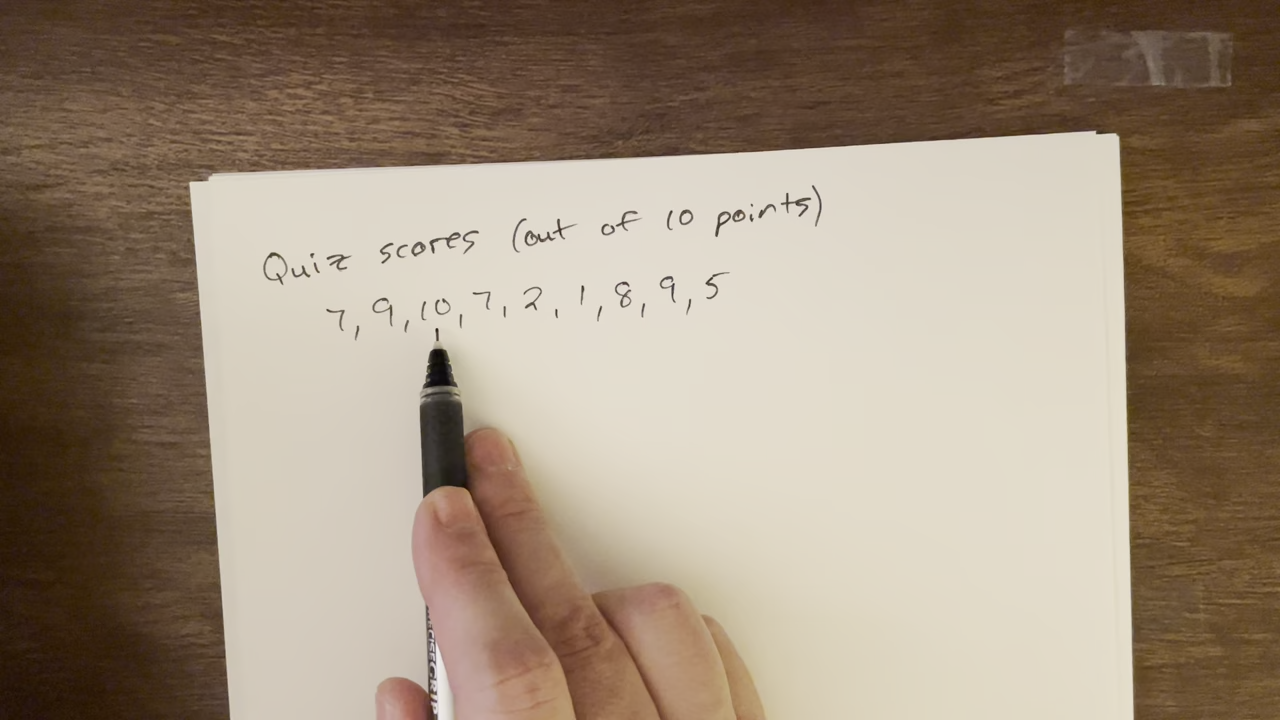 Quiz scores (out of 10 points)
7, 9, 10, 7, 2, 1, 8, 9, 5